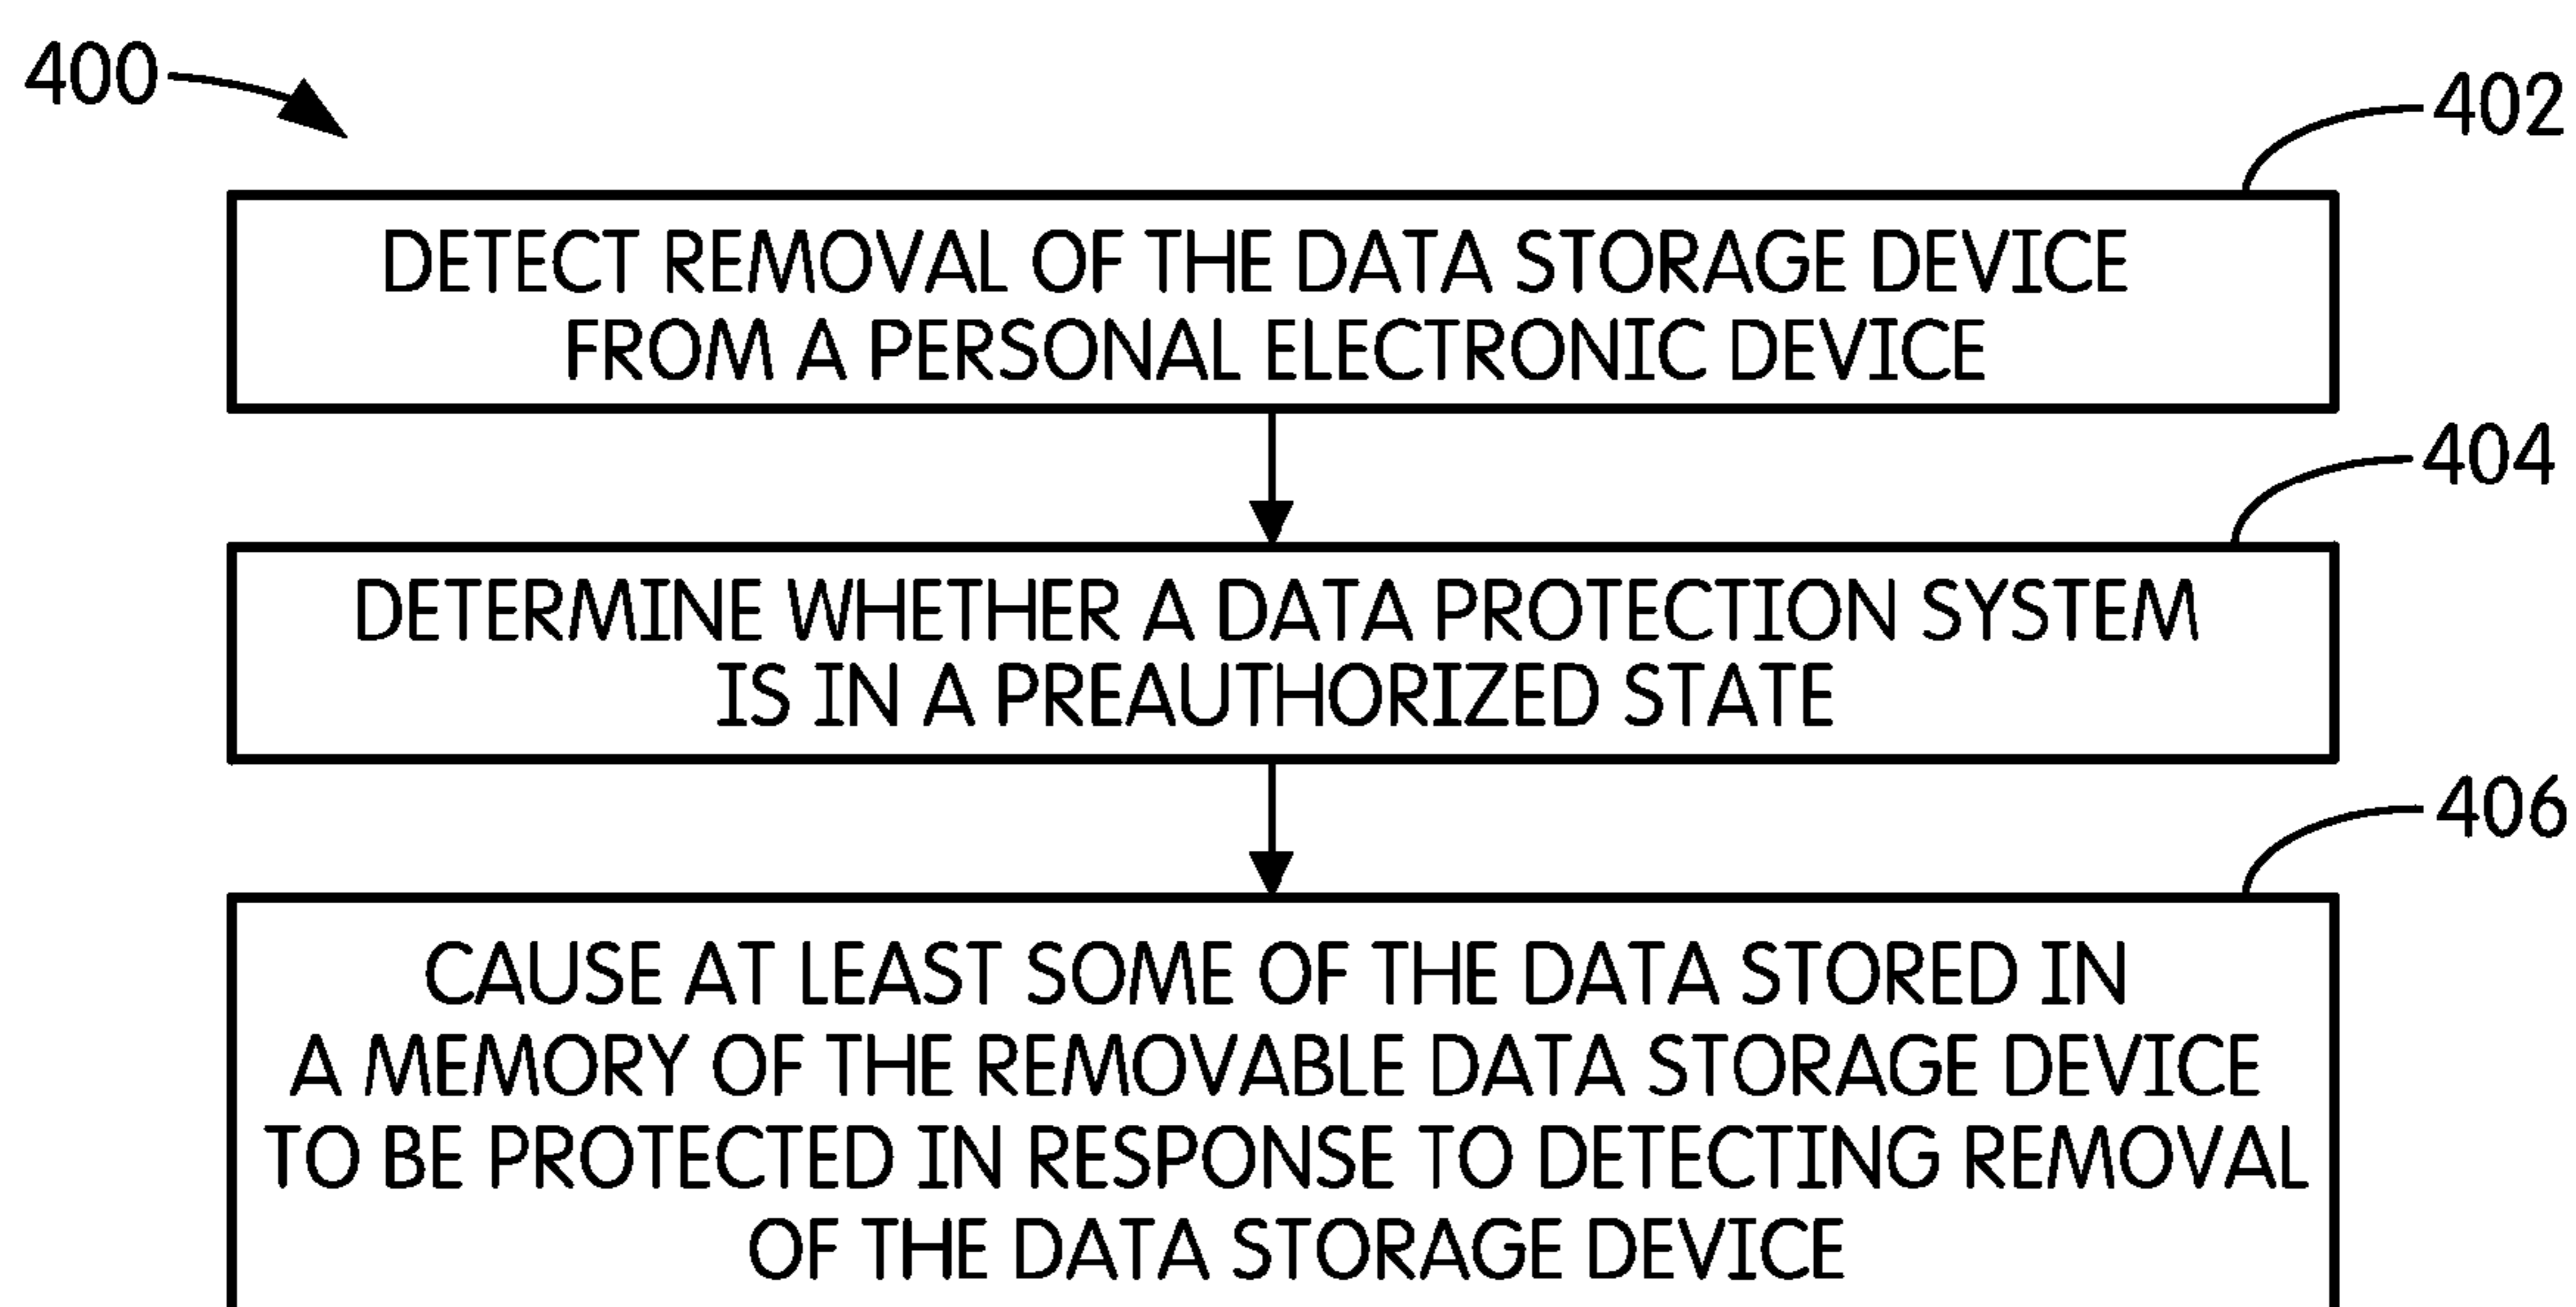 400
402
DETECT REMOVAL OF THE DATA STORAGE DEVICE
FROM A PERSONAL ELECTRONIC DEVICE
404
DETERMINE WHETHER A DATA PROTECTION SYSTEM
IS IN A PREAUTHORIZED STATE
406
CAUSE AT LEAST SOME OF THE DATA STORED IN
A MEMORY OF THE REMOVABLE DATA STORAGE DEVICE
TO BE PROTECTED IN RESPONSE TO DETECTING REMOVAL
OF THE DATA STORAGE DEVICE